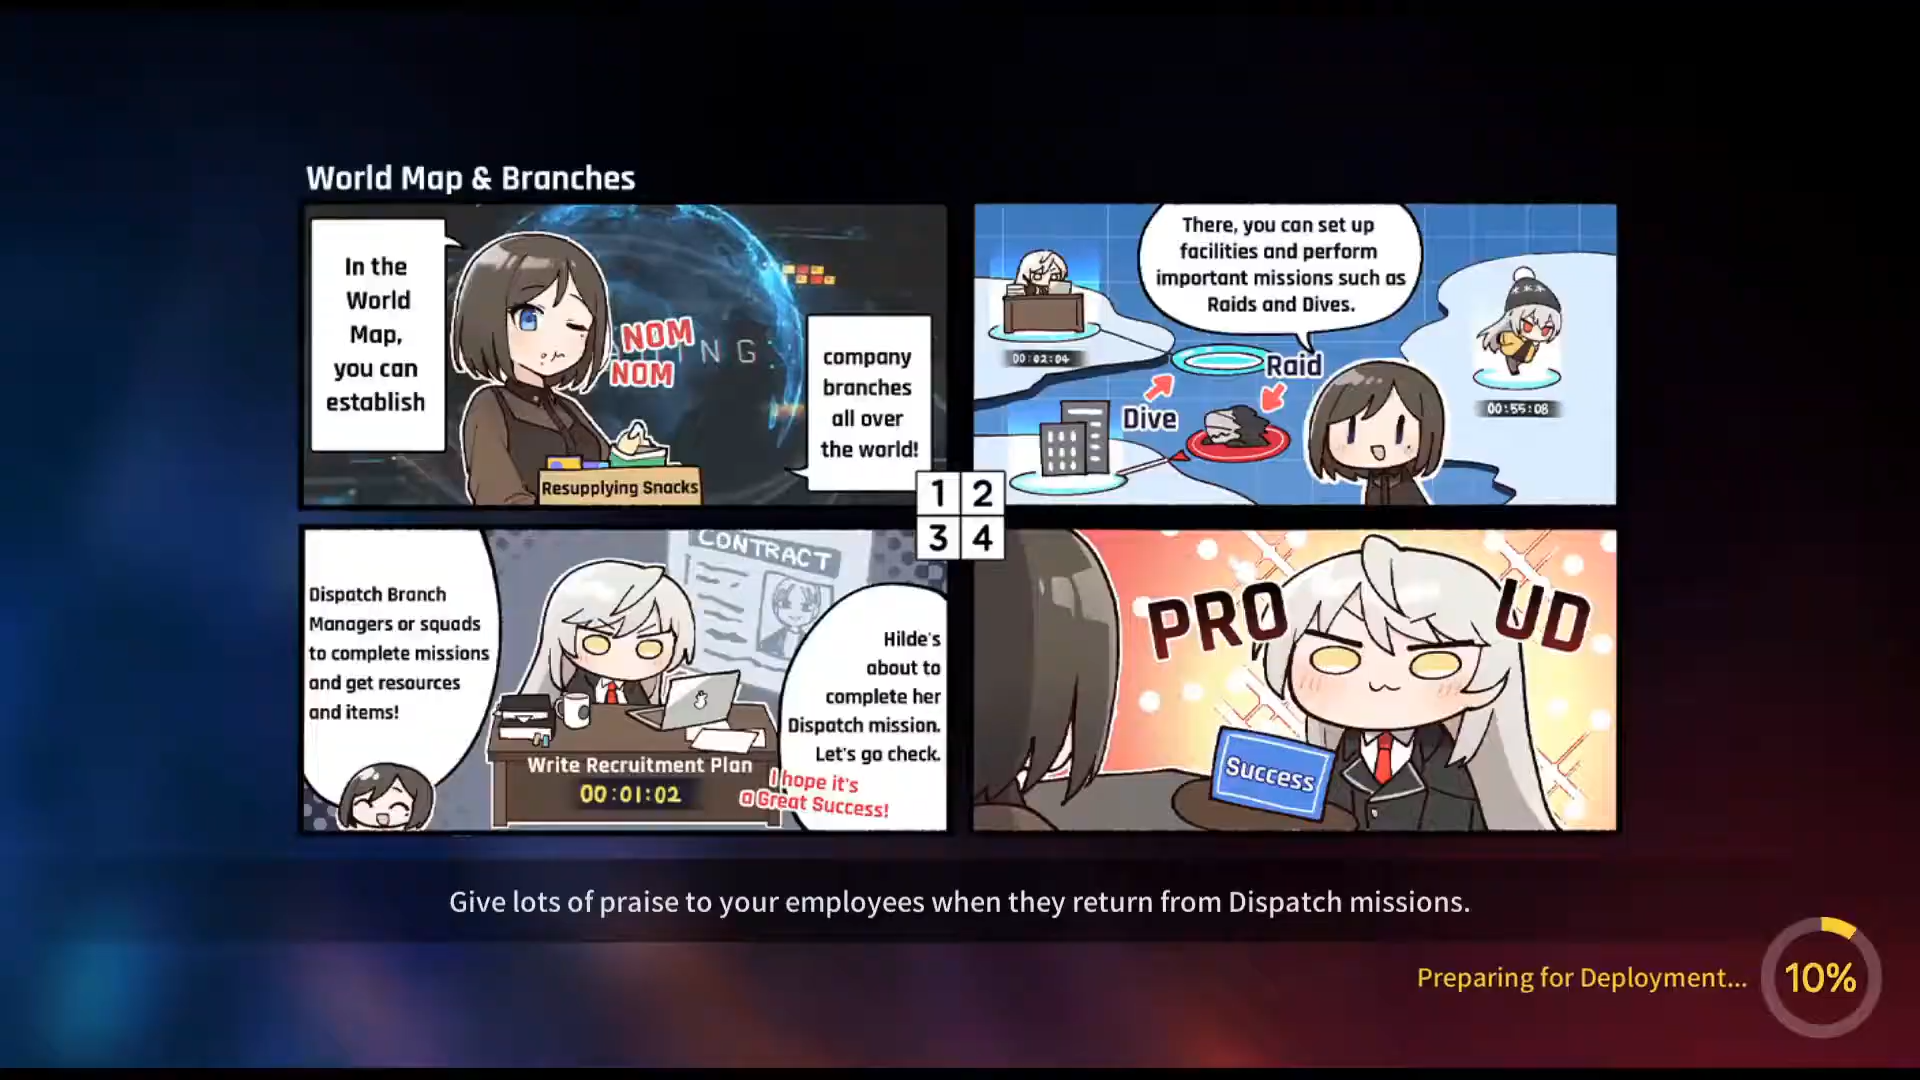 World Map & Branches
In the
World
Map,
you can
establish
NOM
NOM
company
branches
all over
the world!
Resupplying Snacks
There, you can set up
facilities and perform
important missions such as
Raids and Dives.
00:02:04
Raid
Dive
00:55:08
1 2
3 4
Dispatch Branch
Managers or squads
to complete missions
and get resources
and items!
CONTRACT
Hilde's
about to
complete her
Dispatch mission.
Let's go check.
Write Recruitment Plan
00:01:02
I hope it's
a Great Success!
PRO UD
Success
Give lots of praise to your employees when they return from Dispatch missions.
Preparing for Deployment...
10%